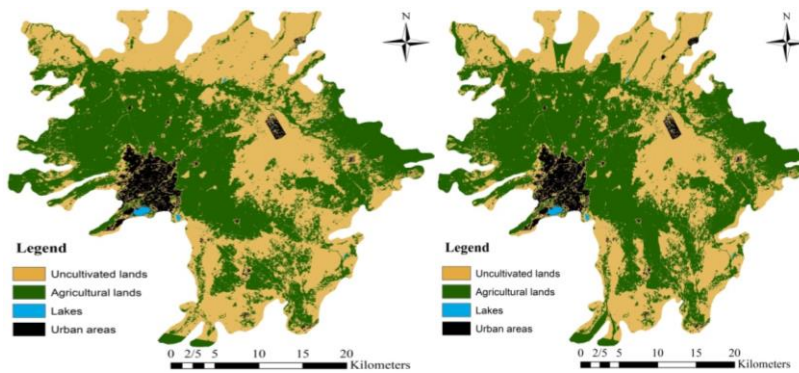 N
Legend
Uncultivated lands
Agricultural lands
Lakes
Urban areas
0 2/5 5 10 15 20
Kilometers
N
Legend
Uncultivated lands
Agricultural lands
Lakes
Urban areas
0 2/5 5 10 15 20
Kilometers